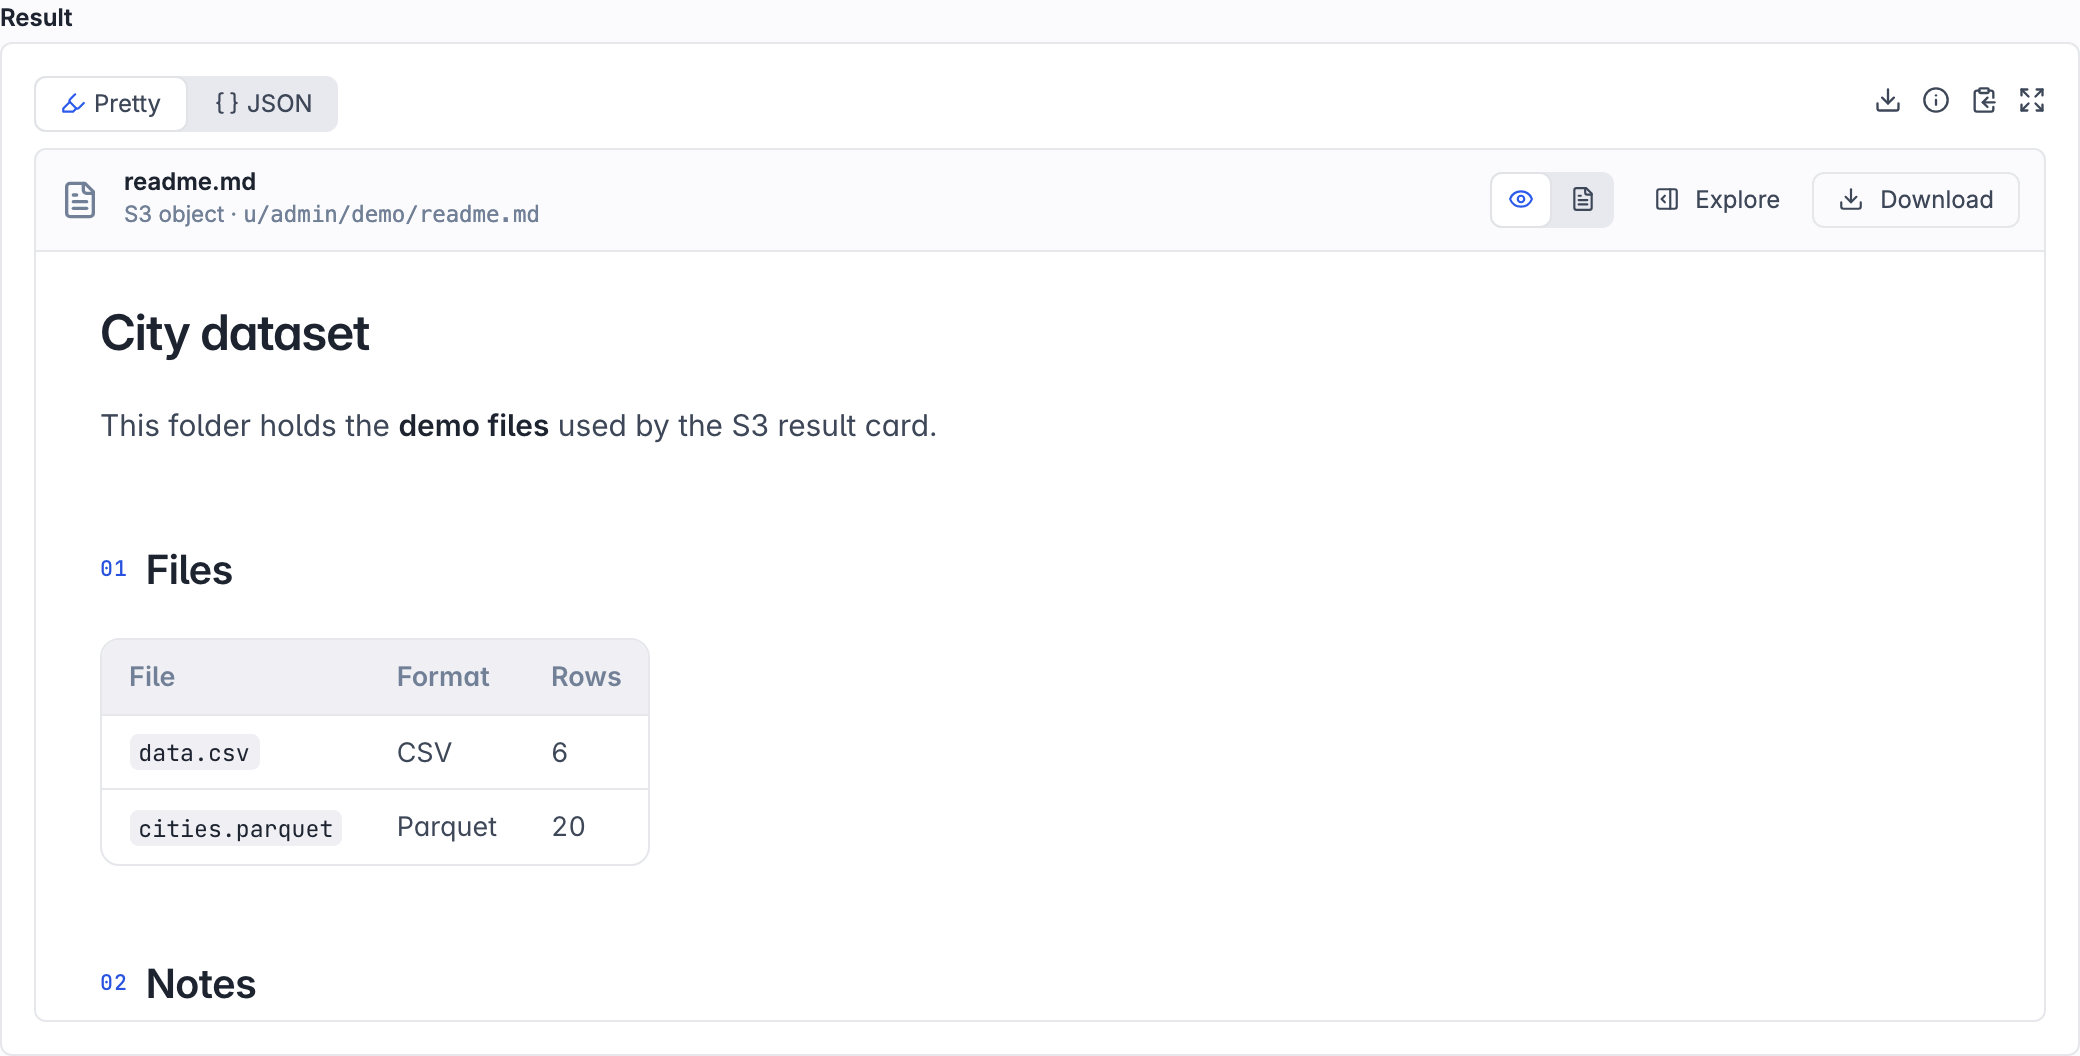 Result
Pretty
{ } JSON
readme.md
S3 object · u/admin/demo/readme.md
Explore
Download
City dataset
This folder holds the demo files used by the S3 result card.
01 Files
File Format Rows
data.csv CSV 6
cities.parquet Parquet 20
02 Notes